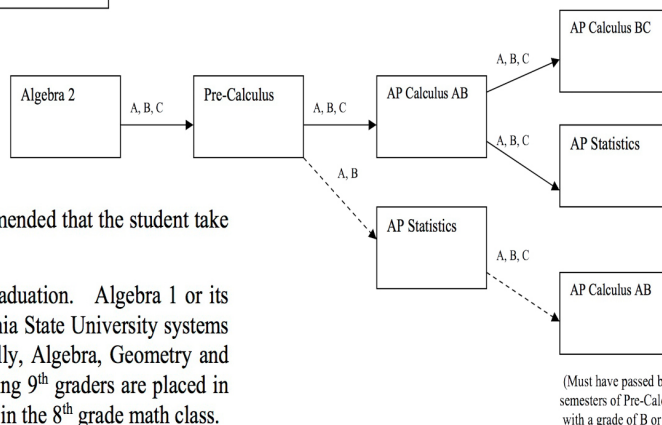 AP Calculus BC
A, B, C
Algebra 2
A, B, C
Pre-Calculus
A, B, C
AP Calculus AB
A, B, C
AP Statistics
A, B
AP Statistics
A, B, C
AP Calculus AB
mended that the student take
aduation. Algebra 1 or its
nia State University systems
lly, Algebra, Geometry and
ng 9th graders are placed in
in the 8th grade math class.
(Must have passed b
semesters of Pre-Calc
with a grade of B or